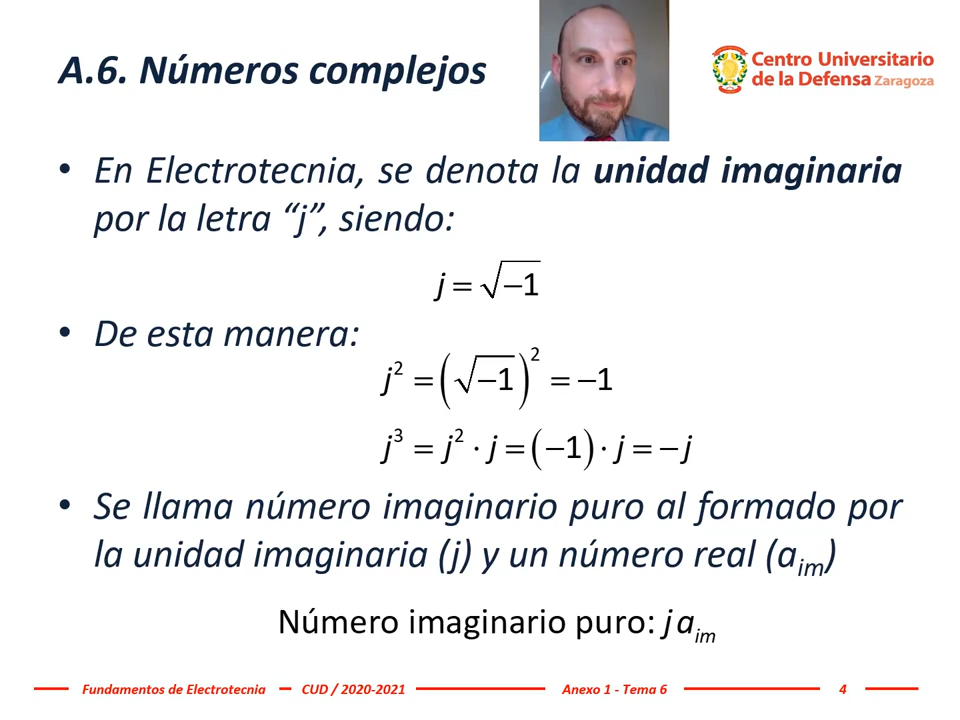 A.6. Números complejos
Centro Universitario
de la Defensa Zaragoza
• En Electrotecnia, se denota la unidad imaginaria
por la letra “j”, siendo:
j = √−1
• De esta manera:
j² = (√−1)² = −1
j³ = j² · j = (−1) · j = −j
• Se llama número imaginario puro al formado por
la unidad imaginaria (j) y un número real (a_im)
Número imaginario puro: j a_im
Fundamentos de Electrotecnia CUD / 2020-2021 Anexo 1 - Tema 6 4